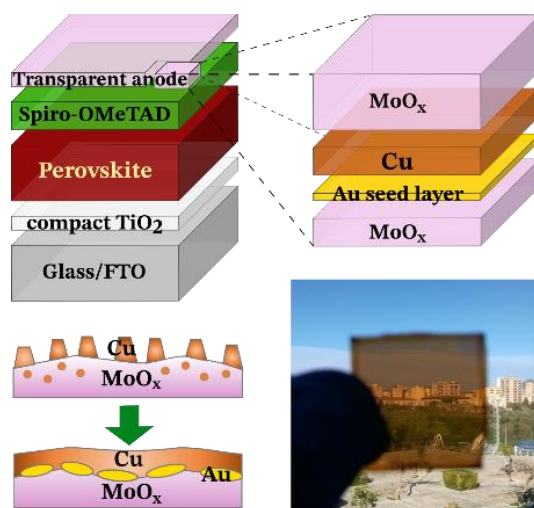 Transparent anode
Spiro-OMeTAD
Perovskite
compact TiO₂
Glass/FTO
MoOₓ
Cu
Au seed layer
MoOₓ
Cu
MoOₓ
Cu
Au
MoOₓ